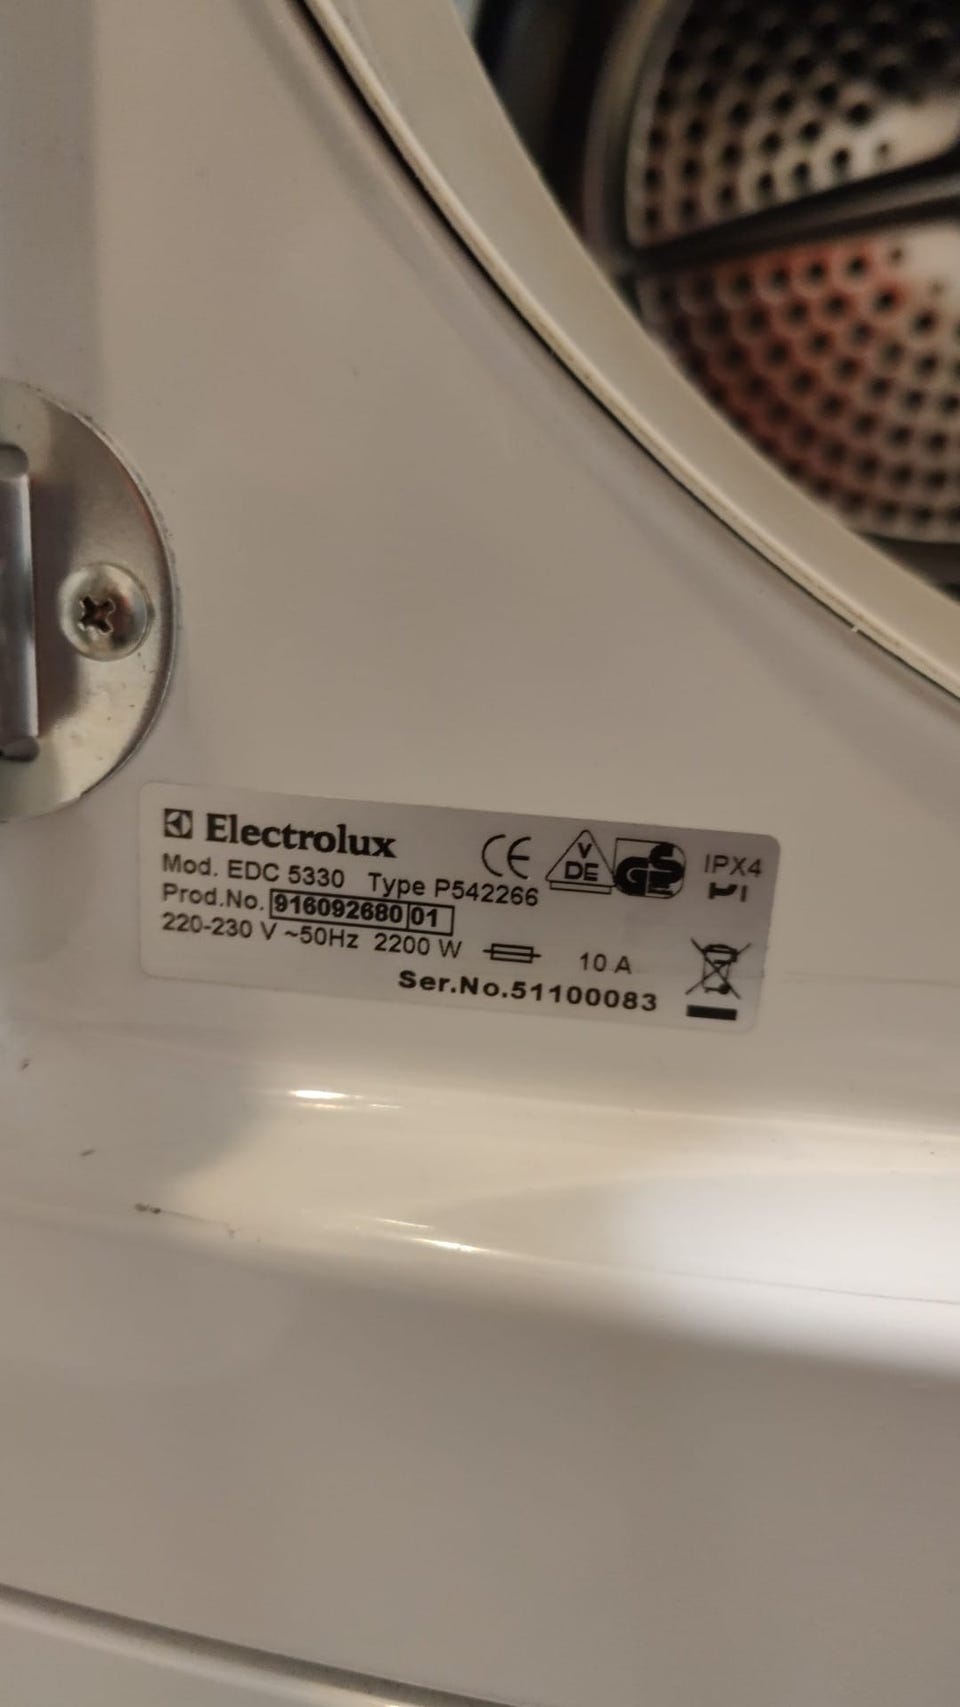 Electrolux
Mod. EDC 5330 Type P542266
Prod.No. 916092680 01
220-230 V ~50Hz 2200 W 10 A
Ser.No.51100083
CE VDE GS IPX4